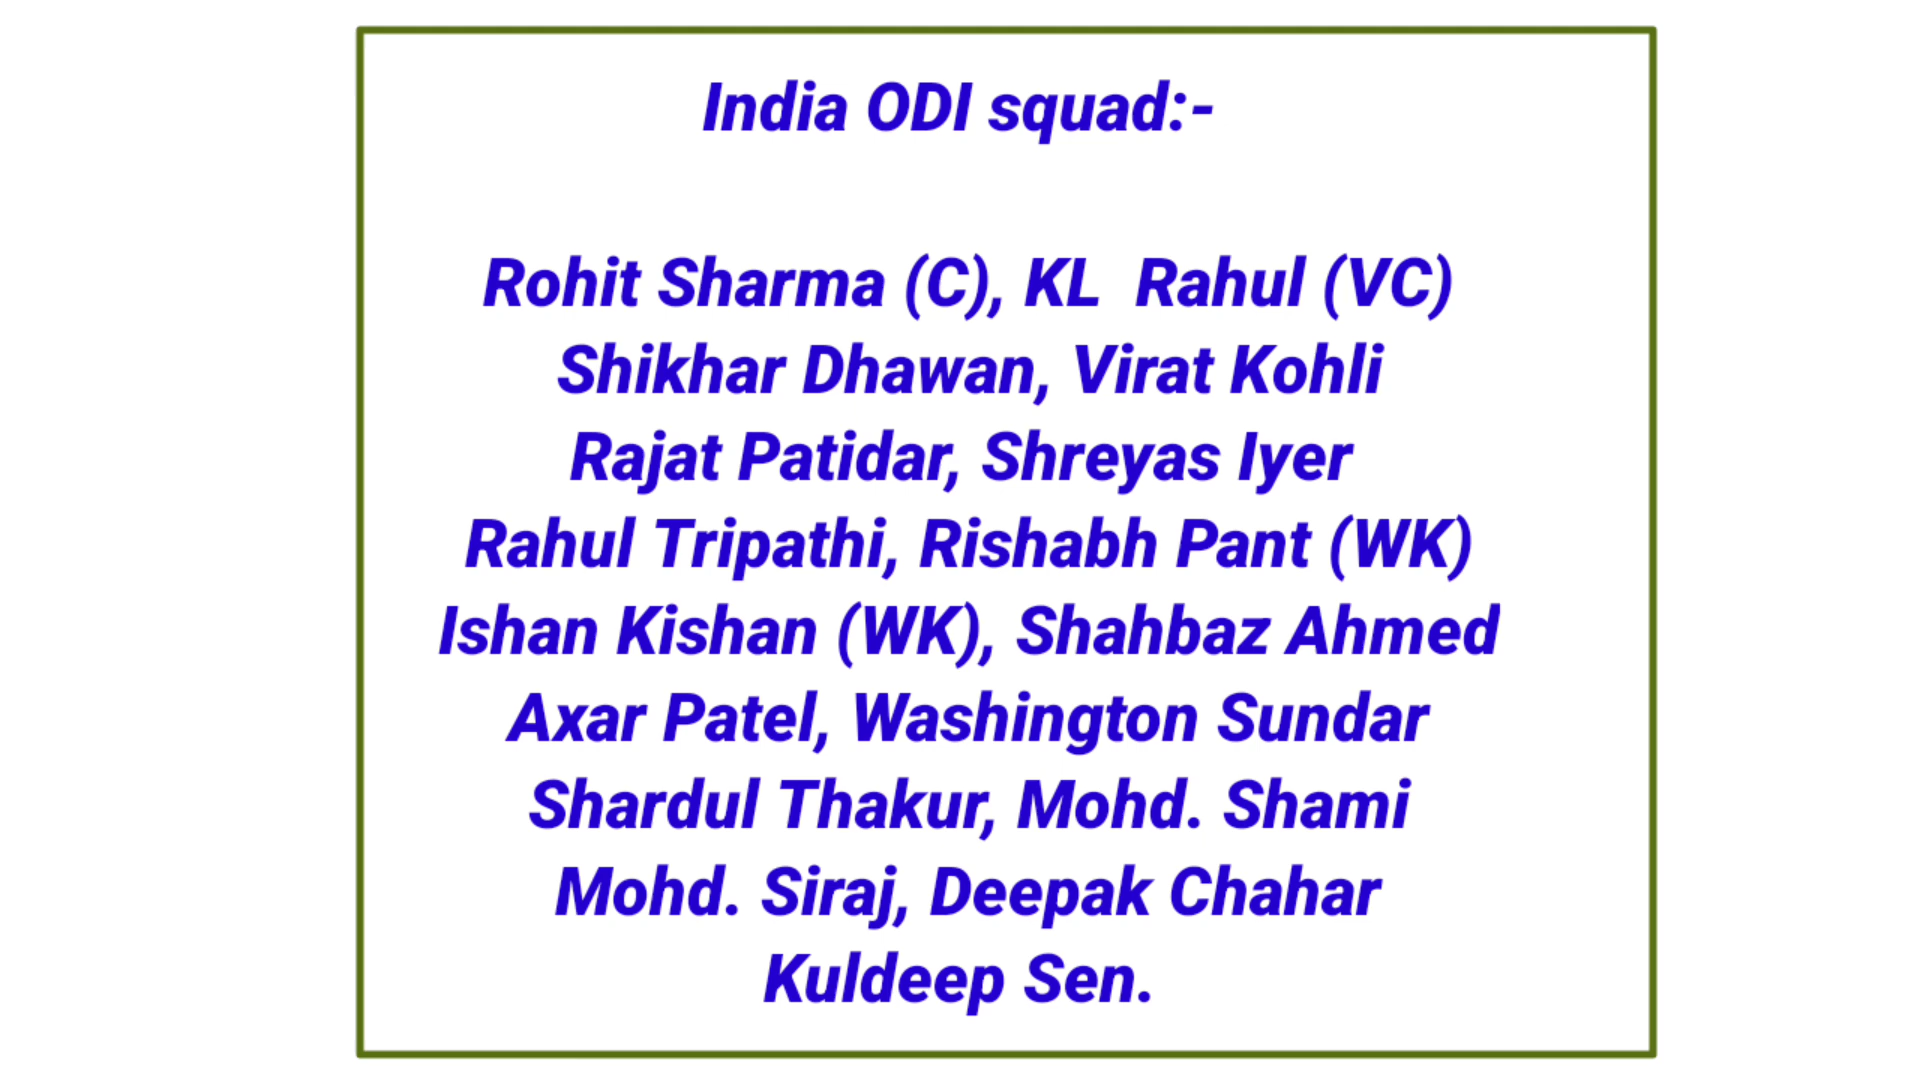 India ODI squad:-
Rohit Sharma (C), KL  Rahul (VC)
Shikhar Dhawan, Virat Kohli
Rajat Patidar, Shreyas Iyer
Rahul Tripathi, Rishabh Pant (WK)
Ishan Kishan (WK), Shahbaz Ahmed
Axar Patel, Washington Sundar
Shardul Thakur, Mohd. Shami
Mohd. Siraj, Deepak Chahar
Kuldeep Sen.